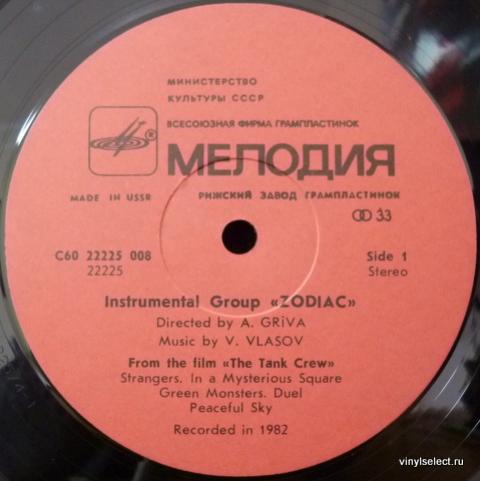 МИНИСТЕРСТВО
КУЛЬТУРЫ СССР
ВСЕСОЮЗНАЯ ФИРМА ГРАМПЛАСТИНОК
®
МЕЛОДИЯ
MADE IN USSR
РИЖСКИЙ ЗАВОД ГРАМПЛАСТИНОК
33
C60 22225 008
22225
Side 1
Stereo
Instrumental Group «ZODIAC»
Directed by A. GRiVA
Music by V. VLASOV
From the film «The Tank Crew»
Strangers. In a Mysterious Square
Green Monsters. Duel
Peaceful Sky
Recorded in 1982
vinylselect.ru